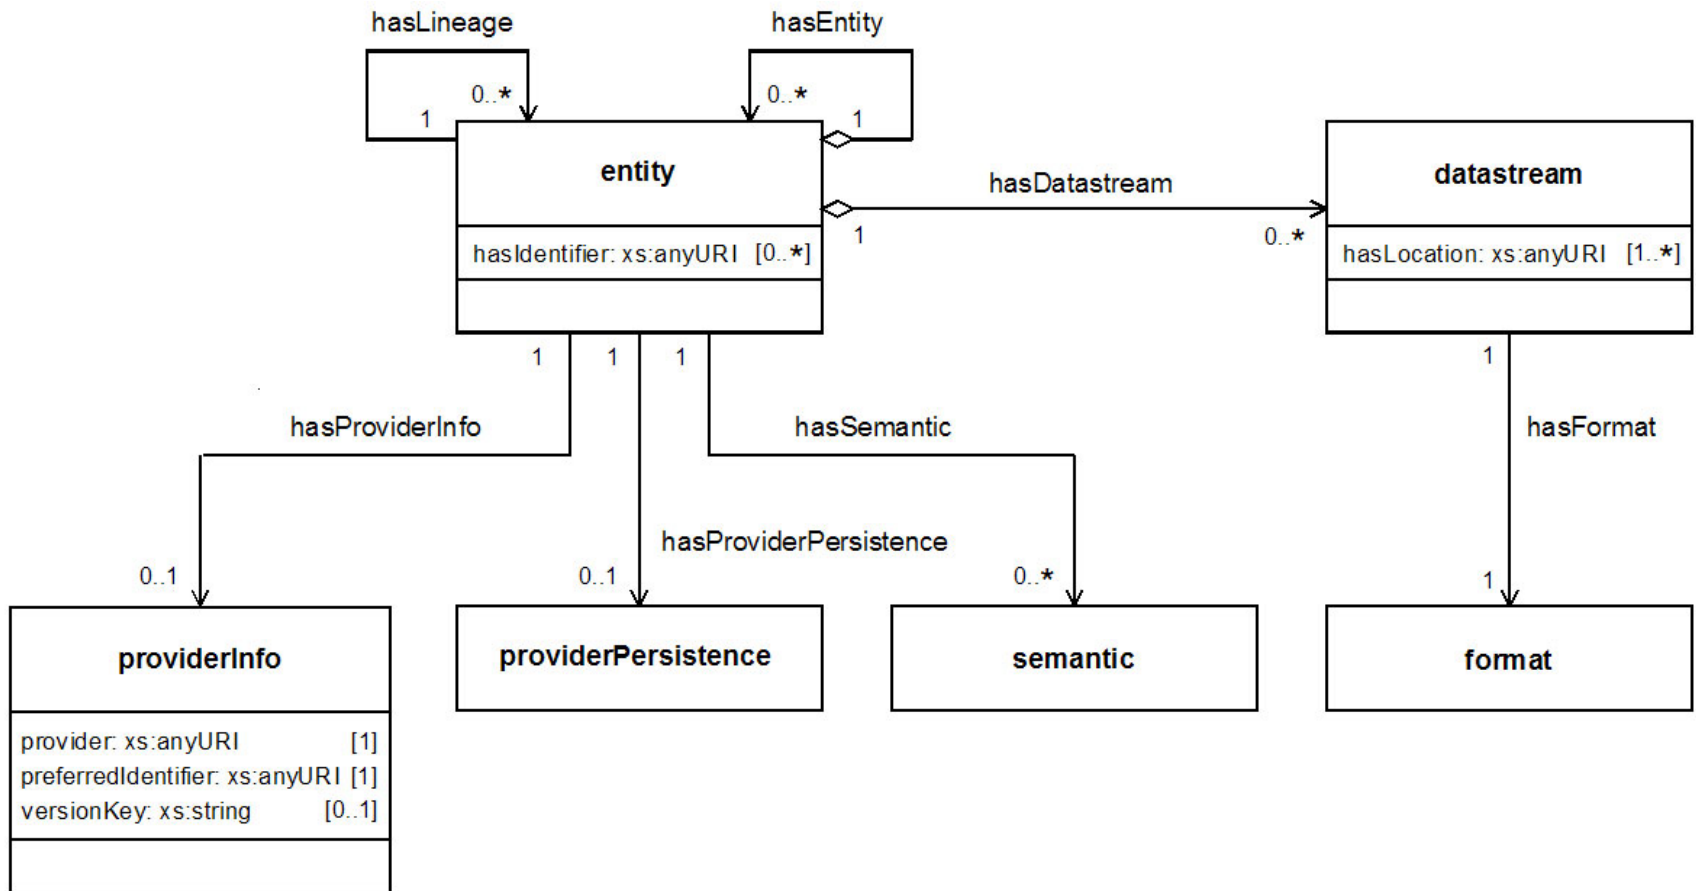 hasLineage
hasEntity
0..*
0..*
1
1
entity
datastream
hasDatastream
1
0..*
hasIdentifier: xs:anyURI [0..*]
hasLocation: xs:anyURI [1..*]
1
1
1
1
hasProviderInfo
hasSemantic
hasFormat
hasProviderPersistence
0..1
0..1
0..*
1
providerInfo
providerPersistence
semantic
format
provider: xs:anyURI [1]
preferredIdentifier: xs:anyURI [1]
versionKey: xs:string [0..1]